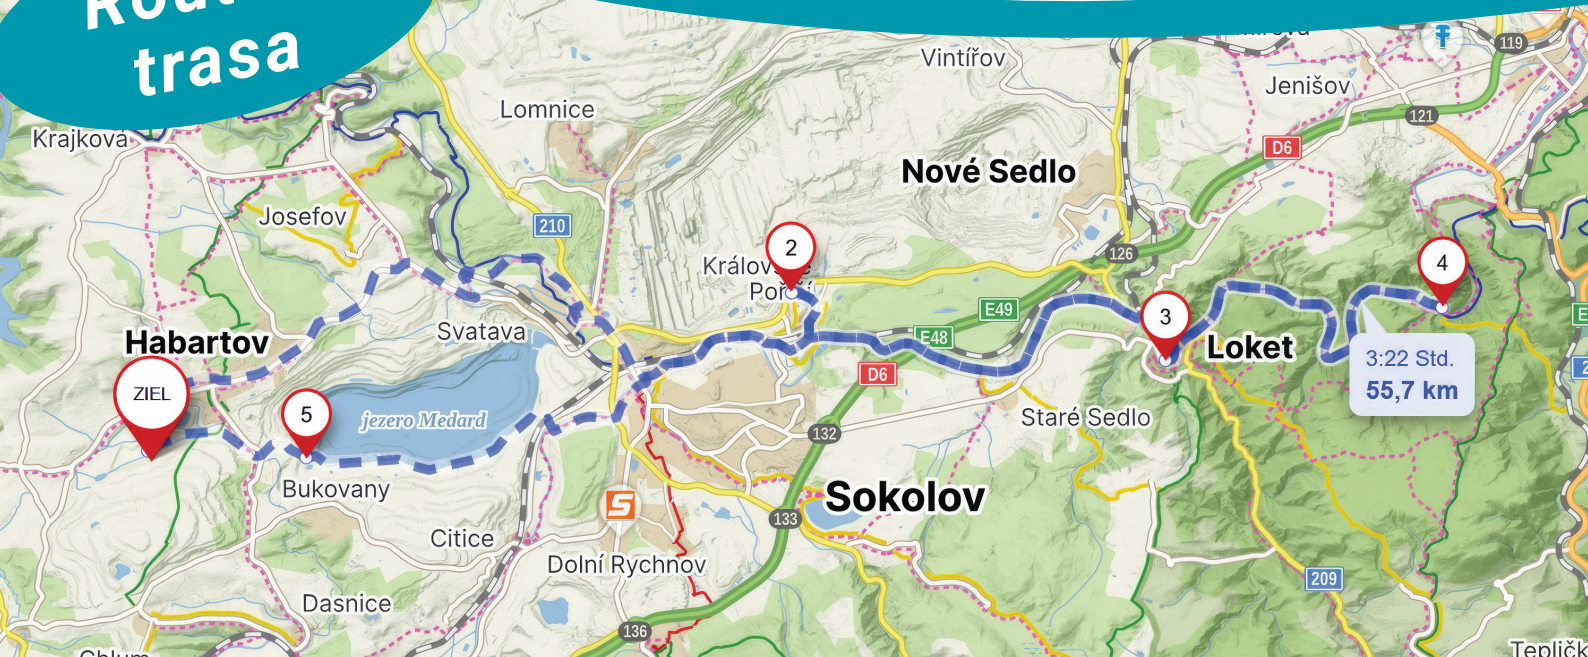 trasa
Vintířov
119
Jenišov
Lomnice
121
Krajková
D6
Nové Sedlo
Josefov
210
2
126
4
Královské
Poříčí
E49
3
Svatava
E48
Habartov
Loket
3:22 Std.
55,7 km
D6
ZIEL
5
jezero Medard
Staré Sedlo
132
Bukovany
Sokolov
133
Citice
Dolní Rychnov
209
Dasnice
136